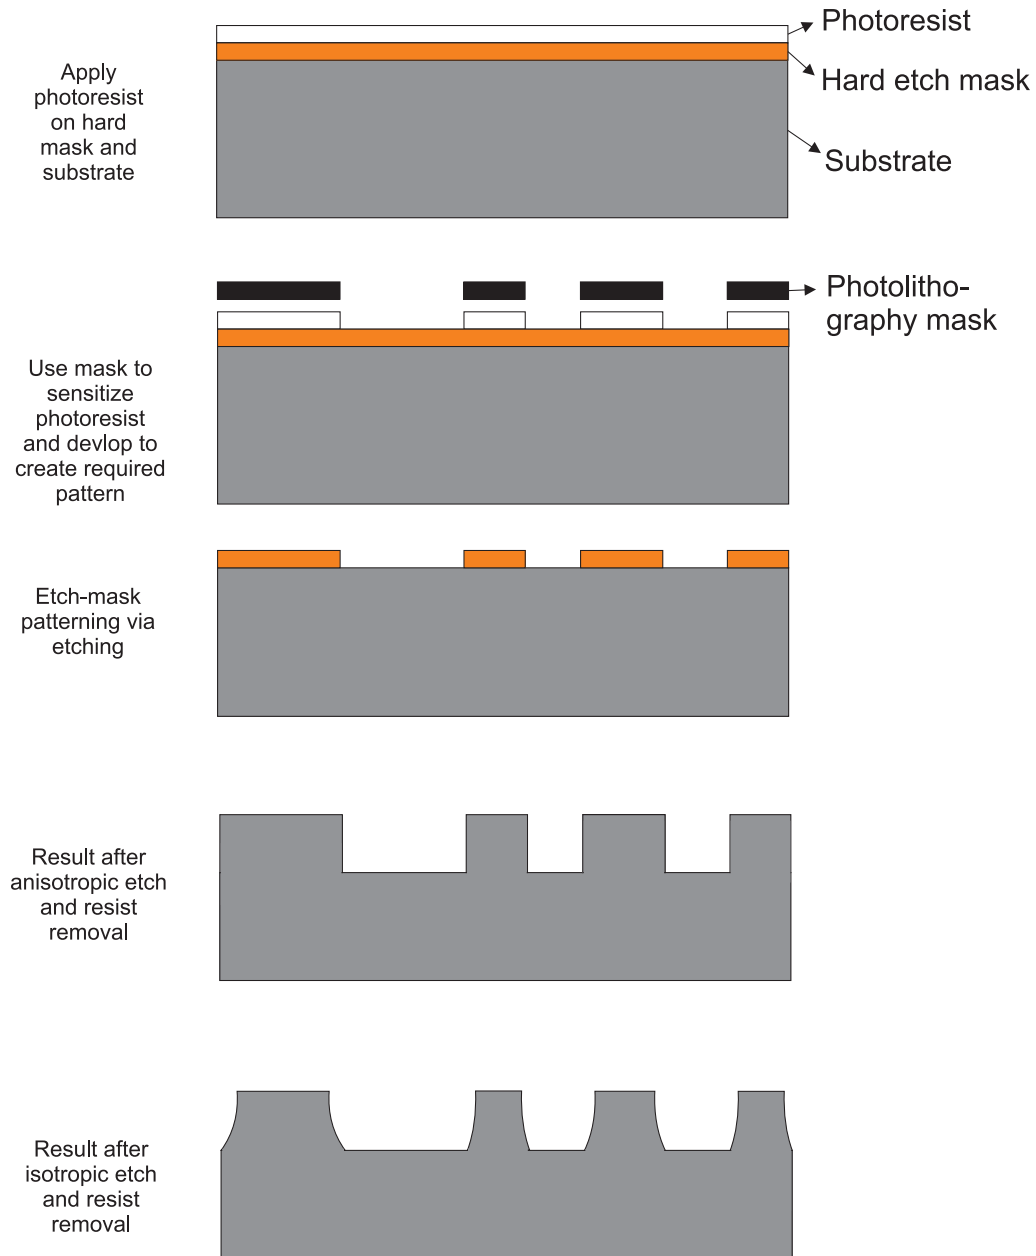 Photoresist
Hard etch mask
Substrate
Apply
photoresist
on hard
mask and
substrate
Photolitho-
graphy mask
Use mask to
sensitize
photoresist
and devlop to
create required
pattern
Etch-mask
patterning via
etching
Result after
anisotropic etch
and resist
removal
Result after
isotropic etch
and resist
removal